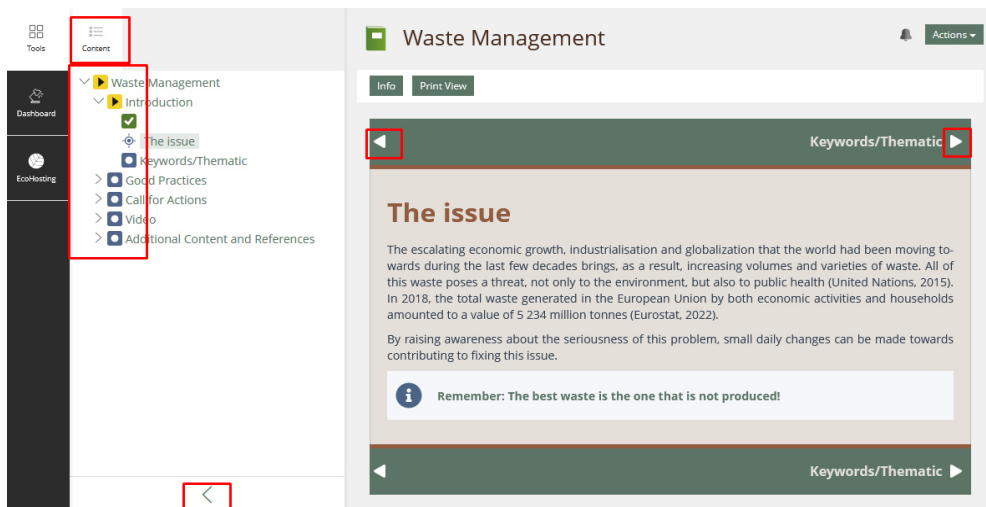 Tools
Content
Dashboard
EcoHosting
Waste Management
Introduction
The issue
Keywords/Thematic
Good Practices
Call for Actions
Video
Additional Content and References
Waste Management
Actions
Info
Print View
Keywords/Thematic
The issue
The escalating economic growth, industrialisation and globalization that the world had been moving to-
wards during the last few decades brings, as a result, increasing volumes and varieties of waste. All of
this waste poses a threat, not only to the environment, but also to public health (United Nations, 2015).
In 2018, the total waste generated in the European Union by both economic activities and households
amounted to a value of 5 234 million tonnes (Eurostat, 2022).
By raising awareness about the seriousness of this problem, small daily changes can be made towards
contributing to fixing this issue.
Remember: The best waste is the one that is not produced!
Keywords/Thematic